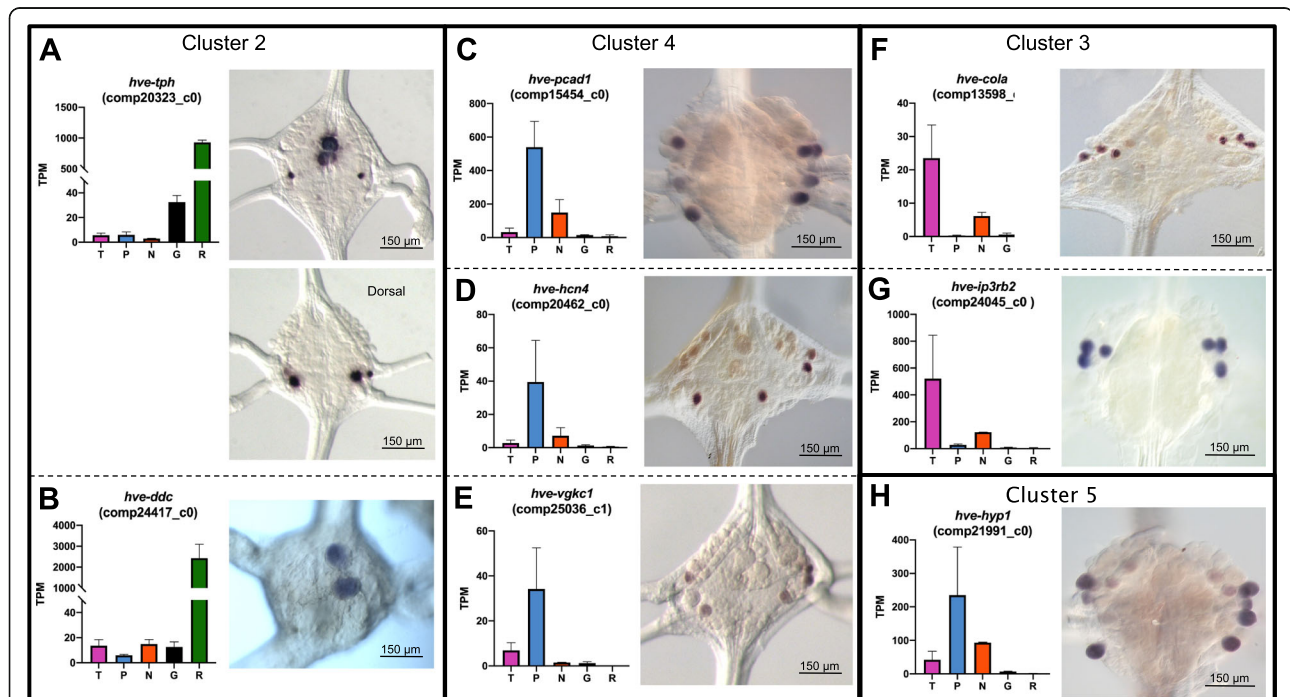 A
Cluster 2
hve-tph
(comp20323_c0)
1500
1000
500
40
20
0
TPM
T P N G R
150 µm
Dorsal
150 µm
B
hve-ddc
(comp24417_c0)
4000
3000
2000
1000
40
20
0
TPM
T P N G R
150 µm
C
Cluster 4
hve-pcad1
(comp15454_c0)
800
600
400
200
0
TPM
T P N G R
150 µm
D
hve-hcn4
(comp20462_c0)
80
60
40
20
0
TPM
T P N G R
150 µm
E
hve-vgkc1
(comp25036_c1)
60
40
20
0
TPM
T P N G R
150 µm
F
Cluster 3
hve-cola
(comp13598_
40
30
20
10
0
TPM
T P N G
150 µm
G
hve-ip3rb2
(comp24045_c0 )
1000
800
600
400
200
0
TPM
T P N G R
150 µm
H
Cluster 5
hve-hyp1
(comp21991_c0)
400
300
200
100
0
TPM
T P N G R
150 µm